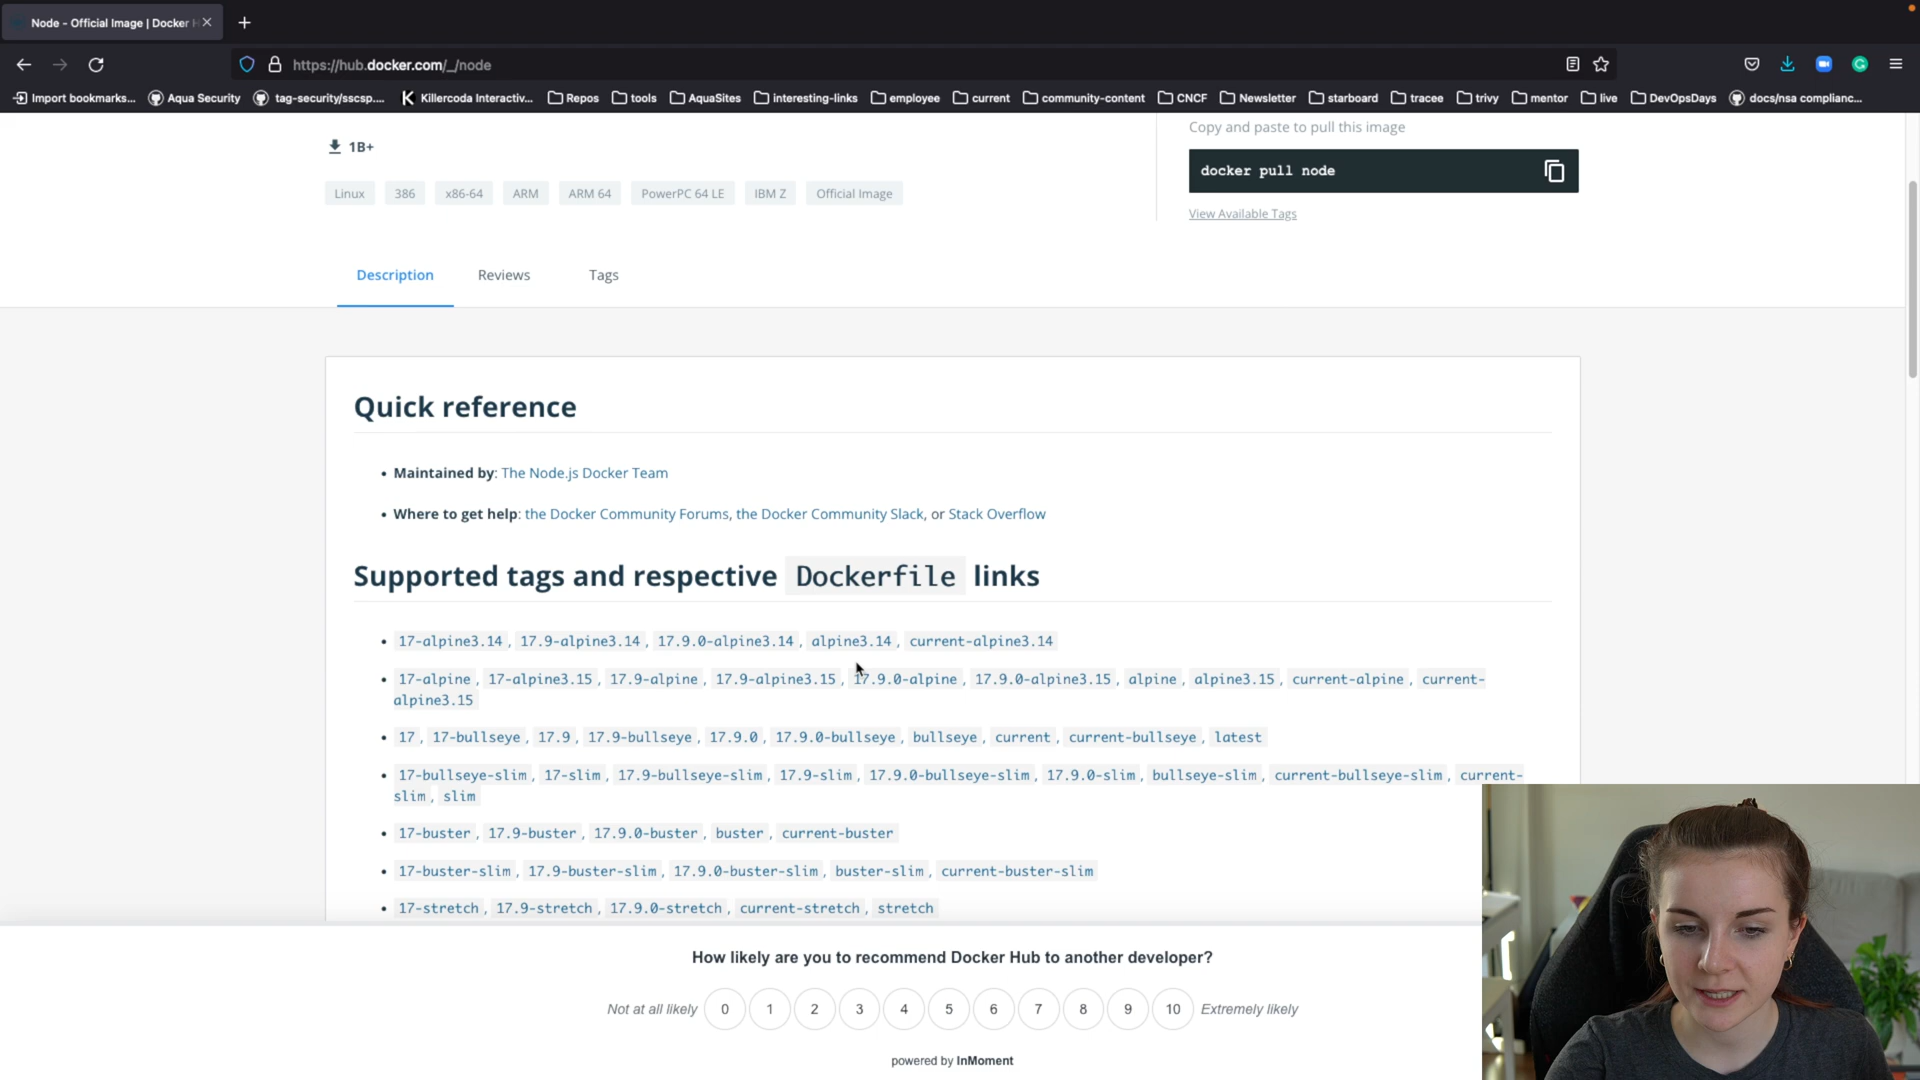 Node - Official Image | Docker
https://hub.docker.com/_/node
Import bookmarks... Aqua Security tag-security/sscsp.... Killercoda Interactiv... Repos tools AquaSites interesting-links employee current community-content CNCF Newsletter starboard tracee trivy mentor live DevOpsDays docs/nsa complianc...
Copy and paste to pull this image
1B+
docker pull node
Linux 386 x86-64 ARM ARM 64 PowerPC 64 LE IBM Z Official Image
View Available Tags
Description Reviews Tags
Quick reference
• Maintained by: The Node.js Docker Team
• Where to get help: the Docker Community Forums, the Docker Community Slack, or Stack Overflow
Supported tags and respective Dockerfile links
• 17-alpine3.14, 17.9-alpine3.14, 17.9.0-alpine3.14, alpine3.14, current-alpine3.14
• 17-alpine, 17-alpine3.15, 17.9-alpine, 17.9-alpine3.15, 17.9.0-alpine, 17.9.0-alpine3.15, alpine, alpine3.15, current-alpine, current-
alpine3.15
• 17, 17-bullseye, 17.9, 17.9-bullseye, 17.9.0, 17.9.0-bullseye, bullseye, current, current-bullseye, latest
• 17-bullseye-slim, 17-slim, 17.9-bullseye-slim, 17.9-slim, 17.9.0-bullseye-slim, 17.9.0-slim, bullseye-slim, current-bullseye-slim, current-
slim, slim
• 17-buster, 17.9-buster, 17.9.0-buster, buster, current-buster
• 17-buster-slim, 17.9-buster-slim, 17.9.0-buster-slim, buster-slim, current-buster-slim
• 17-stretch, 17.9-stretch, 17.9.0-stretch, current-stretch, stretch
How likely are you to recommend Docker Hub to another developer?
Not at all likely 0 1 2 3 4 5 6 7 8 9 10 Extremely likely
powered by InMoment